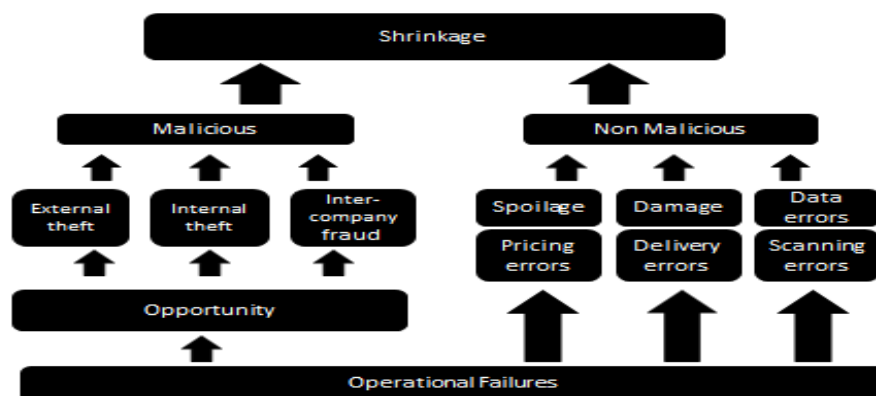 Shrinkage
Malicious
Non Malicious
External
theft
Internal
theft
Inter-
company
fraud
Spoilage
Damage
Data
errors
Pricing
errors
Delivery
errors
Scanning
errors
Opportunity
Operational Failures